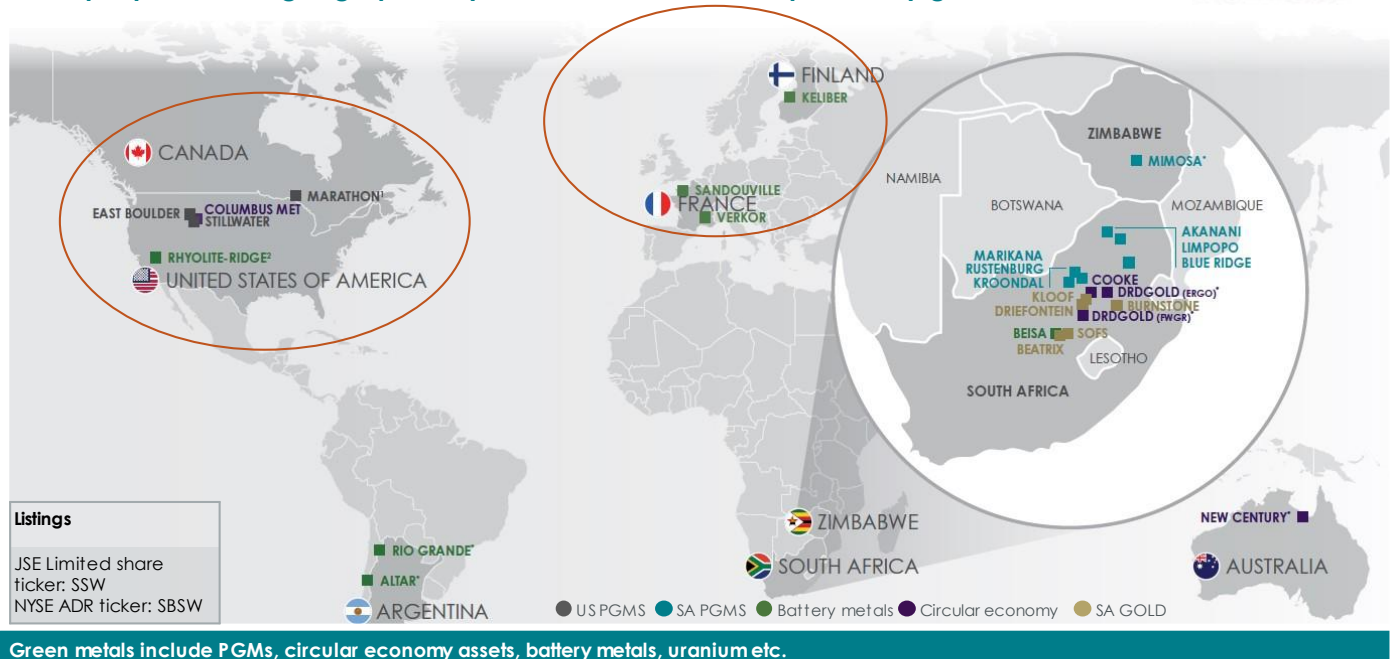 FINLAND
KELIBER
CANADA
MARATHON¹
EAST BOULDER
COLUMBUS MET
STILLWATER
RHYOLITE-RIDGE²
UNITED STATES OF AMERICA
SANDOUVILLE
FRANCE
VERKOR
ZIMBABWE
MIMOSA*
NAMIBIA
BOTSWANA
MOZAMBIQUE
AKANANI
LIMPOPO
BLUE RIDGE
MARIKANA
RUSTENBURG
KROONDAL
COOKE
DRDGOLD (ERGO)*
KLOOF
BURNSTONE
DRIEFONTEIN
DRDGOLD (FWGR)*
BEISA
SOFS
BEATRIX
LESOTHO
SOUTH AFRICA
Listings
JSE Limited share
ticker: SSW
NYSE ADR ticker: SBSW
RIO GRANDE*
ALTAR*
ARGENTINA
ZIMBABWE
SOUTH AFRICA
NEW CENTURY*
AUSTRALIA
US PGMS
SA PGMS
Battery metals
Circular economy
SA GOLD
Green metals include PGMs, circular economy assets, battery metals, uranium etc.